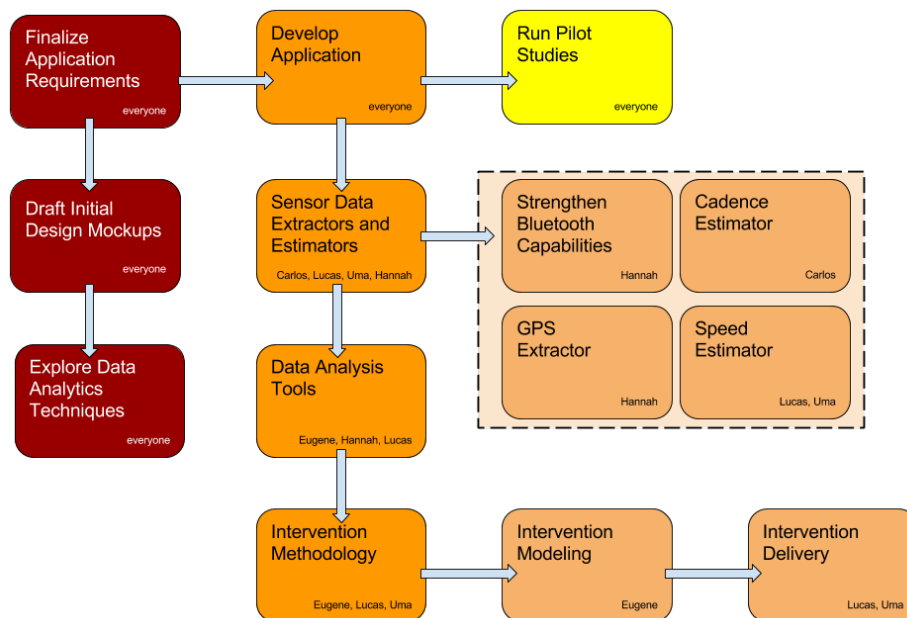 Finalize
Application
Requirements
everyone
Develop
Application
everyone
Run Pilot
Studies
everyone
Draft Initial
Design Mockups
everyone
Sensor Data
Extractors and
Estimators
Carlos, Lucas, Uma, Hannah
Strengthen
Bluetooth
Capabilities
Hannah
Cadence
Estimator
Carlos
GPS
Extractor
Hannah
Speed
Estimator
Lucas, Uma
Explore Data
Analytics
Techniques
everyone
Data Analysis
Tools
Eugene, Hannah, Lucas
Intervention
Methodology
Eugene, Lucas, Uma
Intervention
Modeling
Eugene
Intervention
Delivery
Lucas, Uma